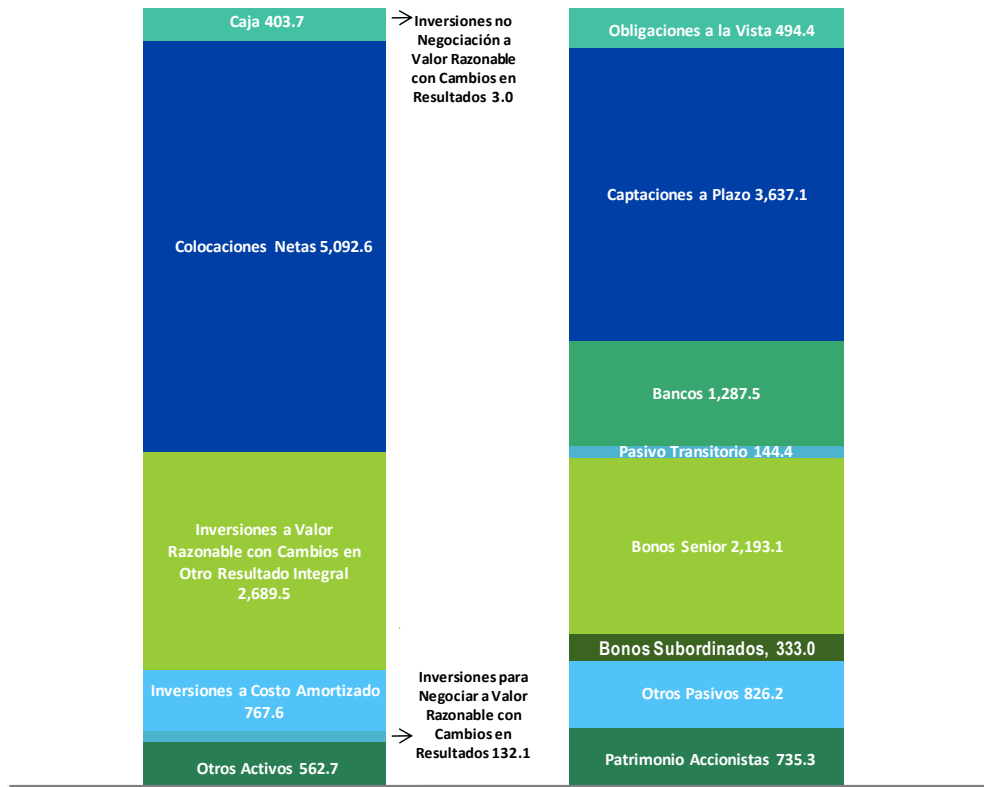 Caja 403.7
Colocaciones Netas 5,092.6
Inversiones a Valor
Razonable con Cambios en
Otro Resultado Integral
2,689.5
Inversiones a Costo Amortizado
767.6
Otros Activos 562.7
Inversiones no
Negociación a
Valor Razonable
con Cambios en
Resultados 3.0
Inversiones para
Negociar a Valor
Razonable con
Cambios en
Resultados 132.1
Obligaciones a la Vista 494.4
Captaciones a Plazo 3,637.1
Bancos 1,287.5
Pasivo Transitorio 144.4
Bonos Senior 2,193.1
Bonos Subordinados, 333.0
Otros Pasivos 826.2
Patrimonio Accionistas 735.3